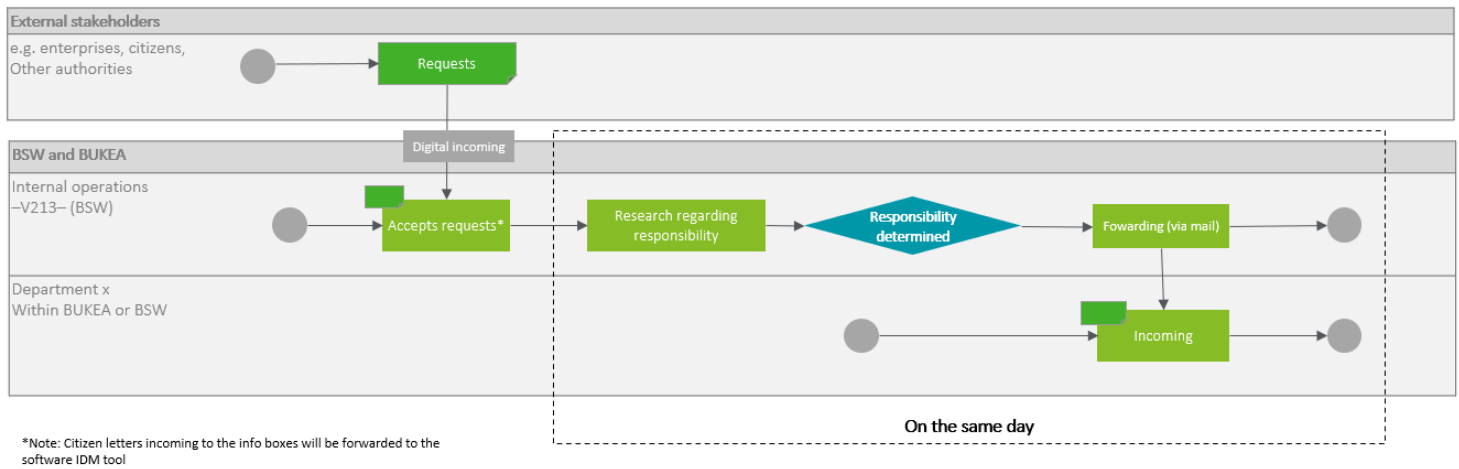 External stakeholders
e.g. enterprises, citizens,
Other authorities
Requests
Digital incoming
BSW and BUKEA
Internal operations
–V213– (BSW)
Accepts requests*
Research regarding
responsibility
Responsibility
determined
Fowarding (via mail)
Department x
Within BUKEA or BSW
Incoming
On the same day
*Note: Citizen letters incoming to the info boxes will be forwarded to the
software IDM tool